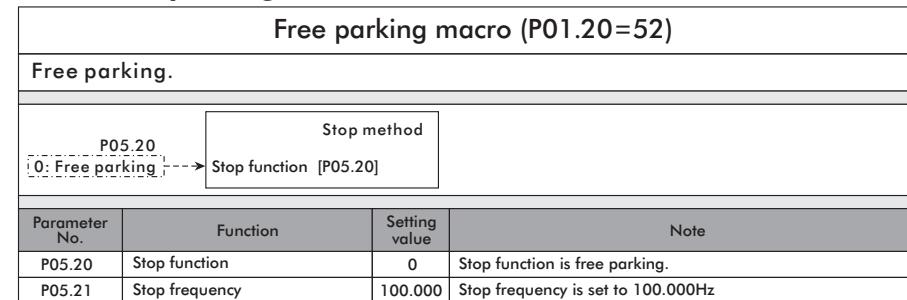 Free parking macro (P01.20=52)
Free parking.
Stop method
P05.20
0: Free parking
Stop function [P05.20]
Parameter No.
Function
Setting value
Note
P05.20 Stop function 0 Stop function is free parking.
P05.21 Stop frequency 100.000 Stop frequency is set to 100.000Hz